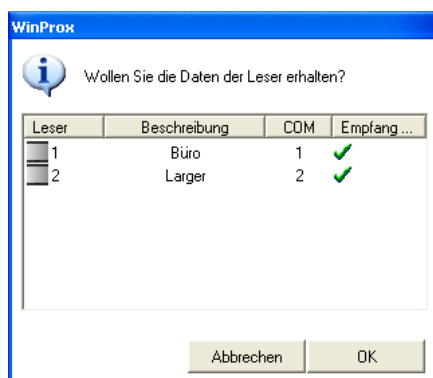 WinProx
Wollen Sie die Daten der Leser erhalten?
Leser Beschreibung COM Empfang ...
1 Büro 1
2 Larger 2
Abbrechen OK